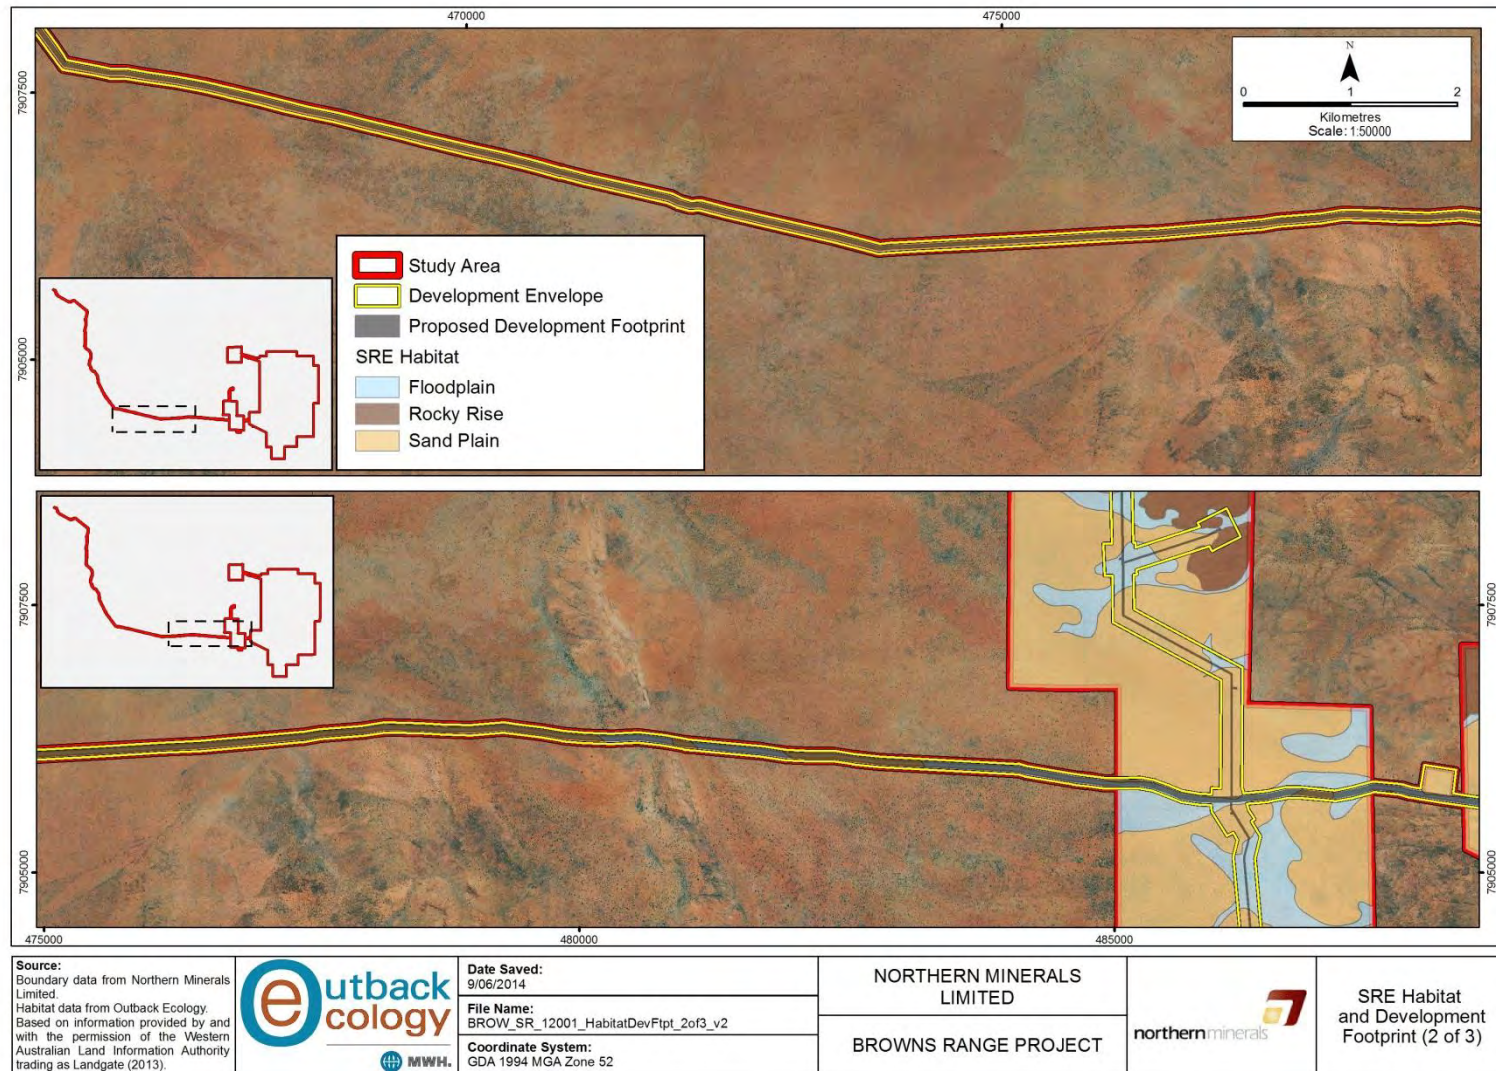 470000
475000
7907500
7905000
N
0
1
2
Kilometres
Scale: 1:50000
Study Area
Development Envelope
Proposed Development Footprint
SRE Habitat
Floodplain
Rocky Rise
Sand Plain
7907500
7905000
7907500
7905000
475000
480000
485000
Source:
Boundary data from Northern Minerals
Limited.
Habitat data from Outback Ecology.
Based on information provided by and
with the permission of the Western
Australian Land Information Authority
trading as Landgate (2013).
Outback
ecology
MWH.
Date Saved:
9/06/2014
File Name:
BROW_SR_12001_HabitatDevFtpt_2of3_v2
Coordinate System:
GDA 1994 MGA Zone 52
NORTHERN MINERALS
LIMITED
BROWNS RANGE PROJECT
northernminerals
SRE Habitat
and Development
Footprint (2 of 3)